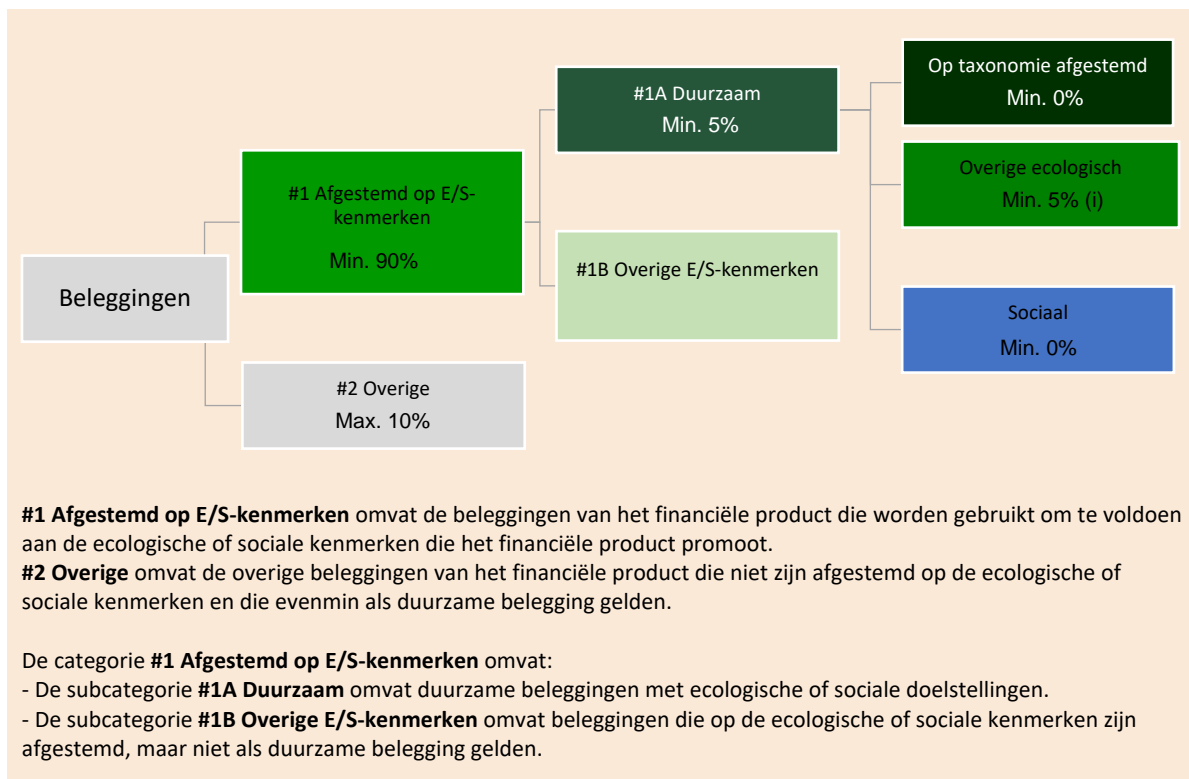 Beleggingen
#1 Afgestemd op E/S-
kenmerken
Min. 90%
#2 Overige
Max. 10%
#1A Duurzaam
Min. 5%
#1B Overige E/S-kenmerken
Op taxonomie afgestemd
Min. 0%
Overige ecologisch
Min. 5% (i)
Sociaal
Min. 0%
#1 Afgestemd op E/S-kenmerken omvat de beleggingen van het financiële product die worden gebruikt om te voldoen
aan de ecologische of sociale kenmerken die het financiële product promoot.
#2 Overige omvat de overige beleggingen van het financiële product die niet zijn afgestemd op de ecologische of
sociale kenmerken en die evenmin als duurzame belegging gelden.
De categorie #1 Afgestemd op E/S-kenmerken omvat:
- De subcategorie #1A Duurzaam omvat duurzame beleggingen met ecologische of sociale doelstellingen.
- De subcategorie #1B Overige E/S-kenmerken omvat beleggingen die op de ecologische of sociale kenmerken zijn
afgestemd, maar niet als duurzame belegging gelden.